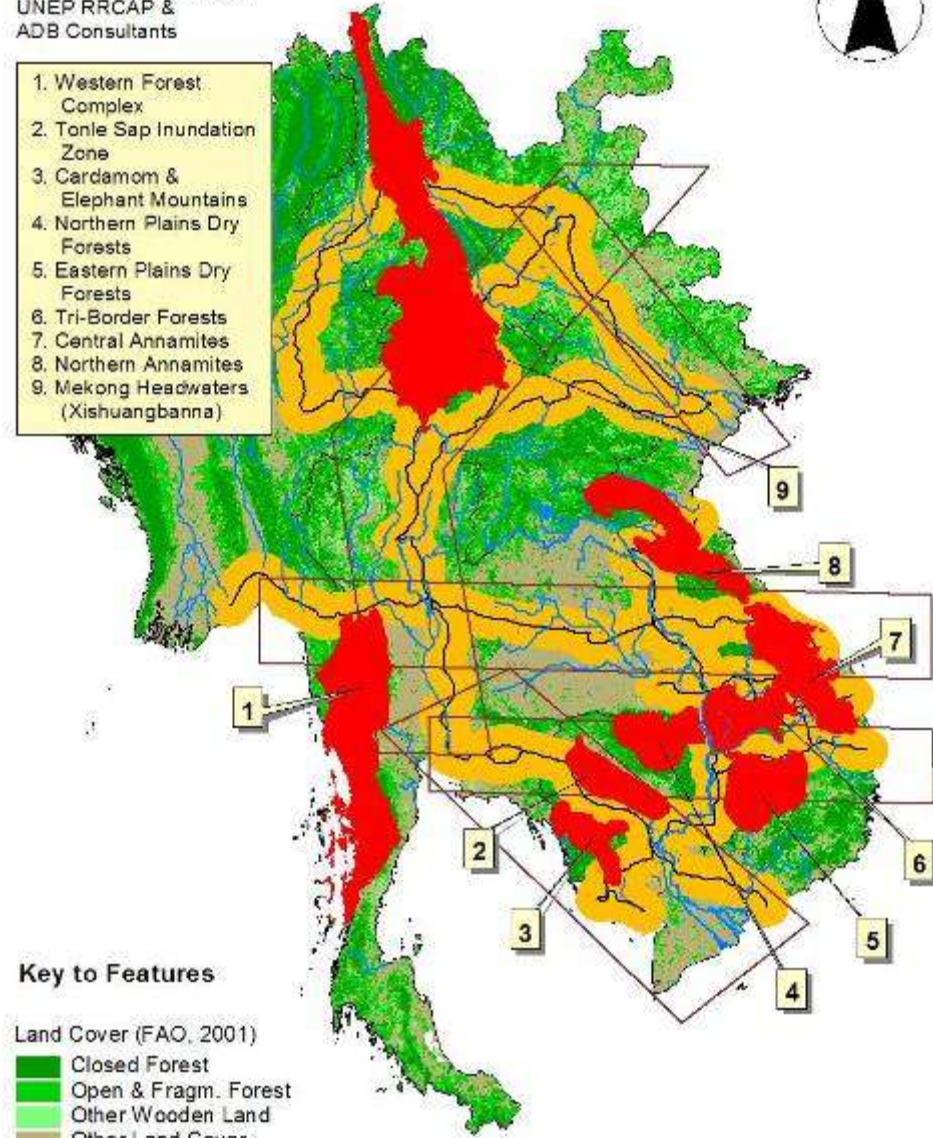 UNEP RRCAP &
ADB Consultants
1. Western Forest
Complex
2. Tonle Sap Inundation
Zone
3. Cardamom &
Elephant Mountains
4. Northern Plains Dry
Forests
5. Eastern Plains Dry
Forests
6. Tri-Border Forests
7. Central Annamites
8. Northern Annamites
9. Mekong Headwaters
(Xishuangbanna)
9
8
7
1
2
6
3
5
4
Key to Features
Land Cover (FAO, 2001)
Closed Forest
Open & Fragm. Forest
Other Wooden Land
Other Land Cover